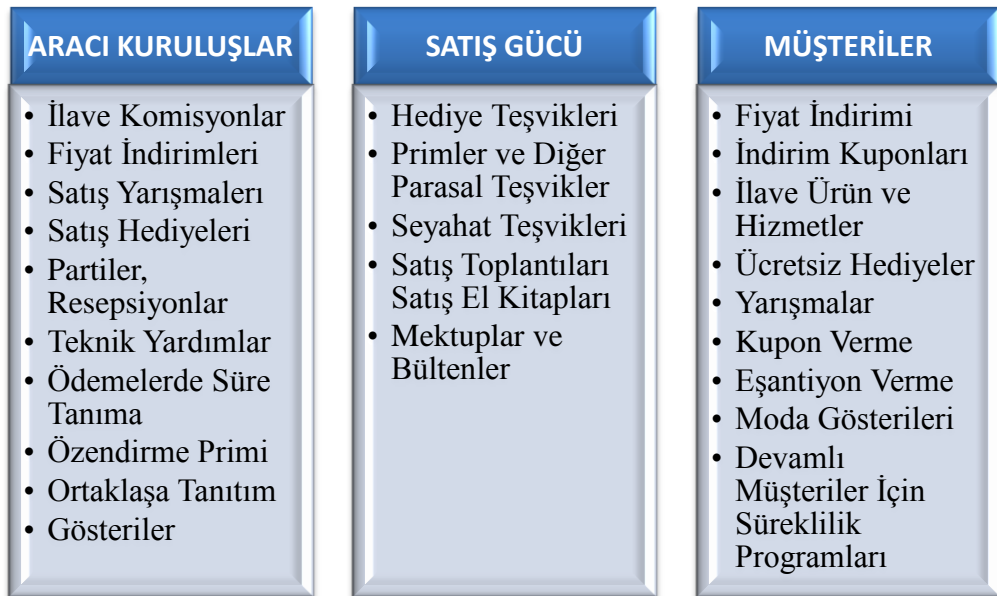 ARACI KURULUŞLAR
• İlave Komisyonlar
• Fiyat İndirimleri
• Satış Yarışmalerı
• Satış Hediyeleri
• Partiler,
Resepsiyonlar
• Teknik Yardımlar
• Ödemelerde Süre
Tanıma
• Özendirme Primi
• Ortaklaşa Tanıtım
• Gösteriler
SATIŞ GÜCÜ
• Hediye Teşvikleri
• Primler ve Diğer
Parasal Teşvikler
• Seyahat Teşvikleri
• Satış Toplantıları
Satış El Kitapları
• Mektuplar ve
Bültenler
MÜŞTERİLER
• Fiyat İndirimi
• İndirim Kuponları
• İlave Ürün ve
Hizmetler
• Ücretsiz Hediyeler
• Yarışmalar
• Kupon Verme
• Eşantiyon Verme
• Moda Gösterileri
• Devamlı
Müşteriler İçin
Süreklilik
Programları